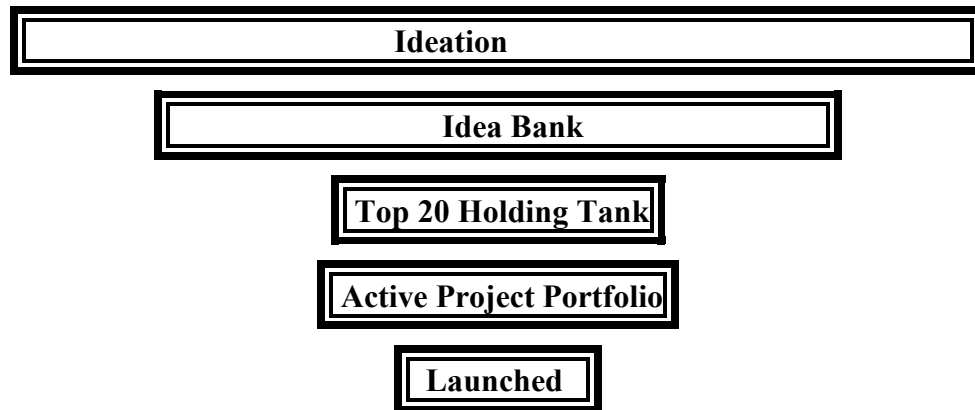 Ideation
Idea Bank
Top 20 Holding Tank
Active Project Portfolio
Launched